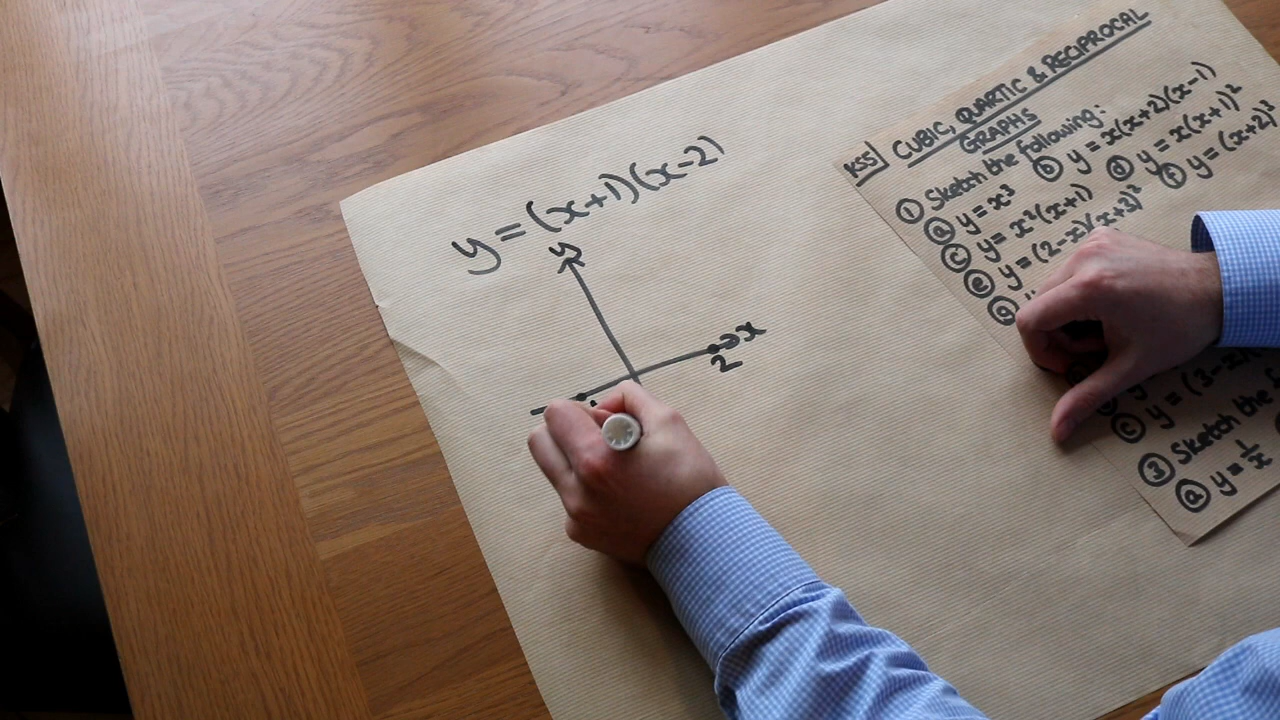 y = (x+1)(x-2)
y
x
2
KS5 CUBIC, QUARTIC & RECIPROCAL
GRAPHS
① Sketch the following:
ⓐ y = x³ ⓑ y = x(x+2)(x-1)
ⓒ y = x²(x+1) ⓓ y = x(x+1)²
ⓔ y = (2-x)(x+3)² ⓕ y = (x+2)³
ⓖ
ⓒ y = (3-x)
③ Sketch the
ⓐ y = 1/x